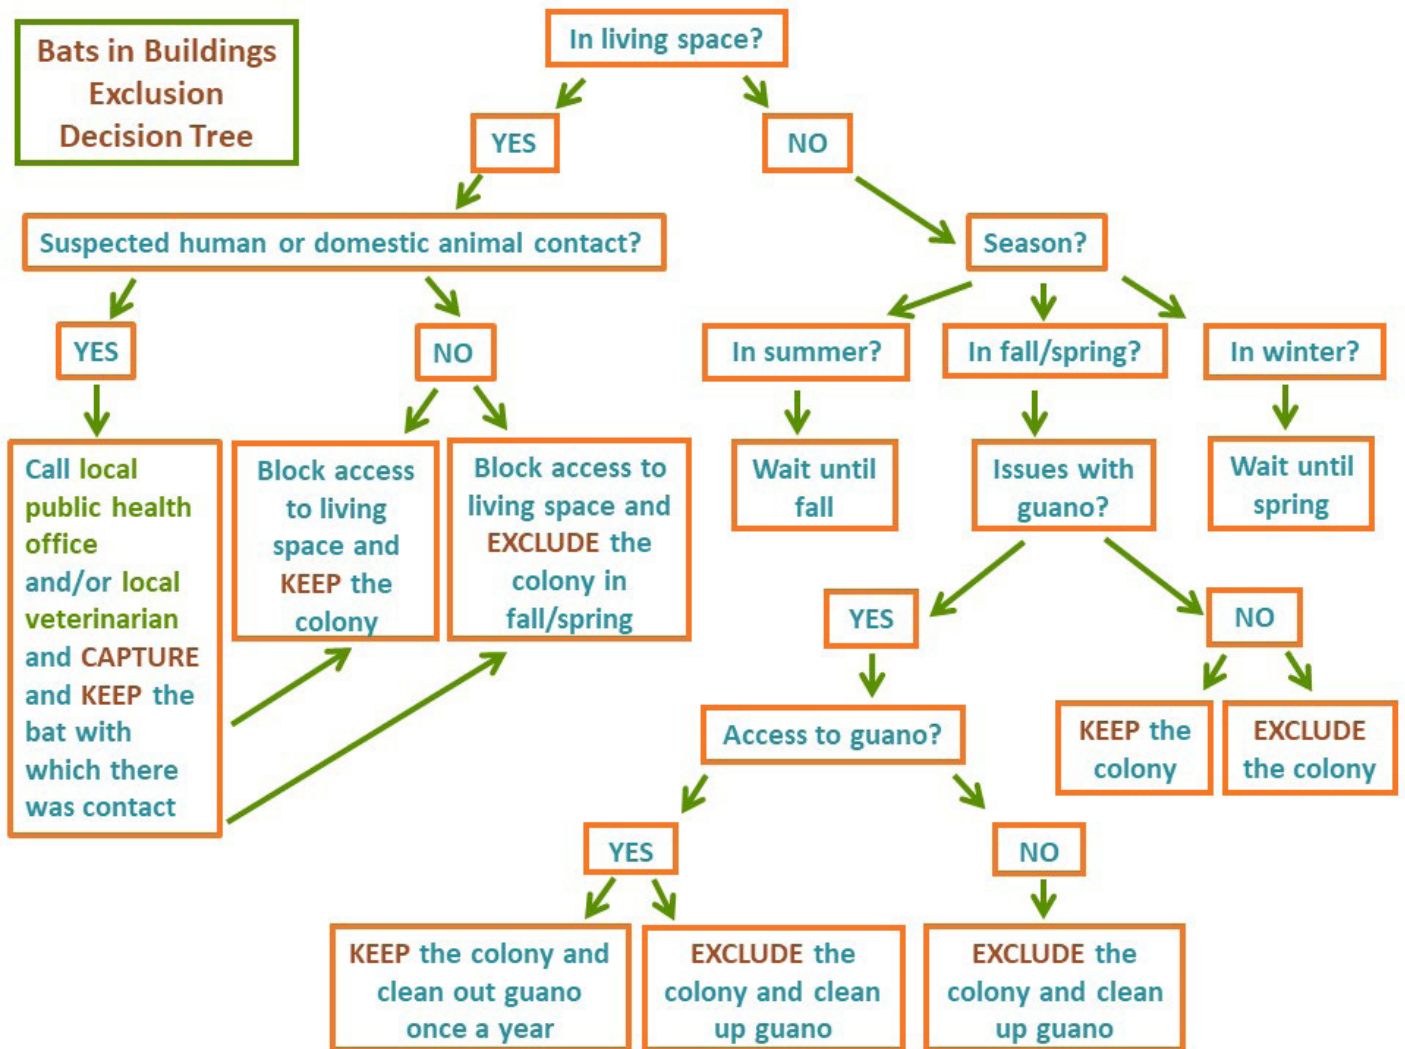 Bats in Buildings
Exclusion
Decision Tree
In living space?
YES
NO
Suspected human or domestic animal contact?
Season?
YES
NO
In summer?
In fall/spring?
In winter?
Call local
public health
office
and/or local
veterinarian
and CAPTURE
and KEEP the
bat with
which there
was contact
Block access
to living
space and
KEEP the
colony
Block access to
living space and
EXCLUDE the
colony in
fall/spring
Wait until
fall
Issues with
guano?
Wait until
spring
YES
NO
Access to guano?
KEEP the
colony
EXCLUDE
the colony
YES
NO
KEEP the colony and
clean out guano
once a year
EXCLUDE the
colony and clean
up guano
EXCLUDE the
colony and clean
up guano